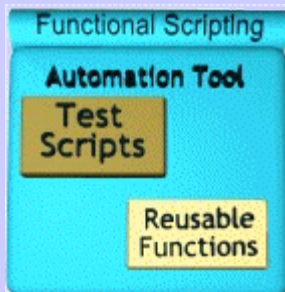 Functional Scripting
Automation Tool
Test
Scripts
Reusable
Functions